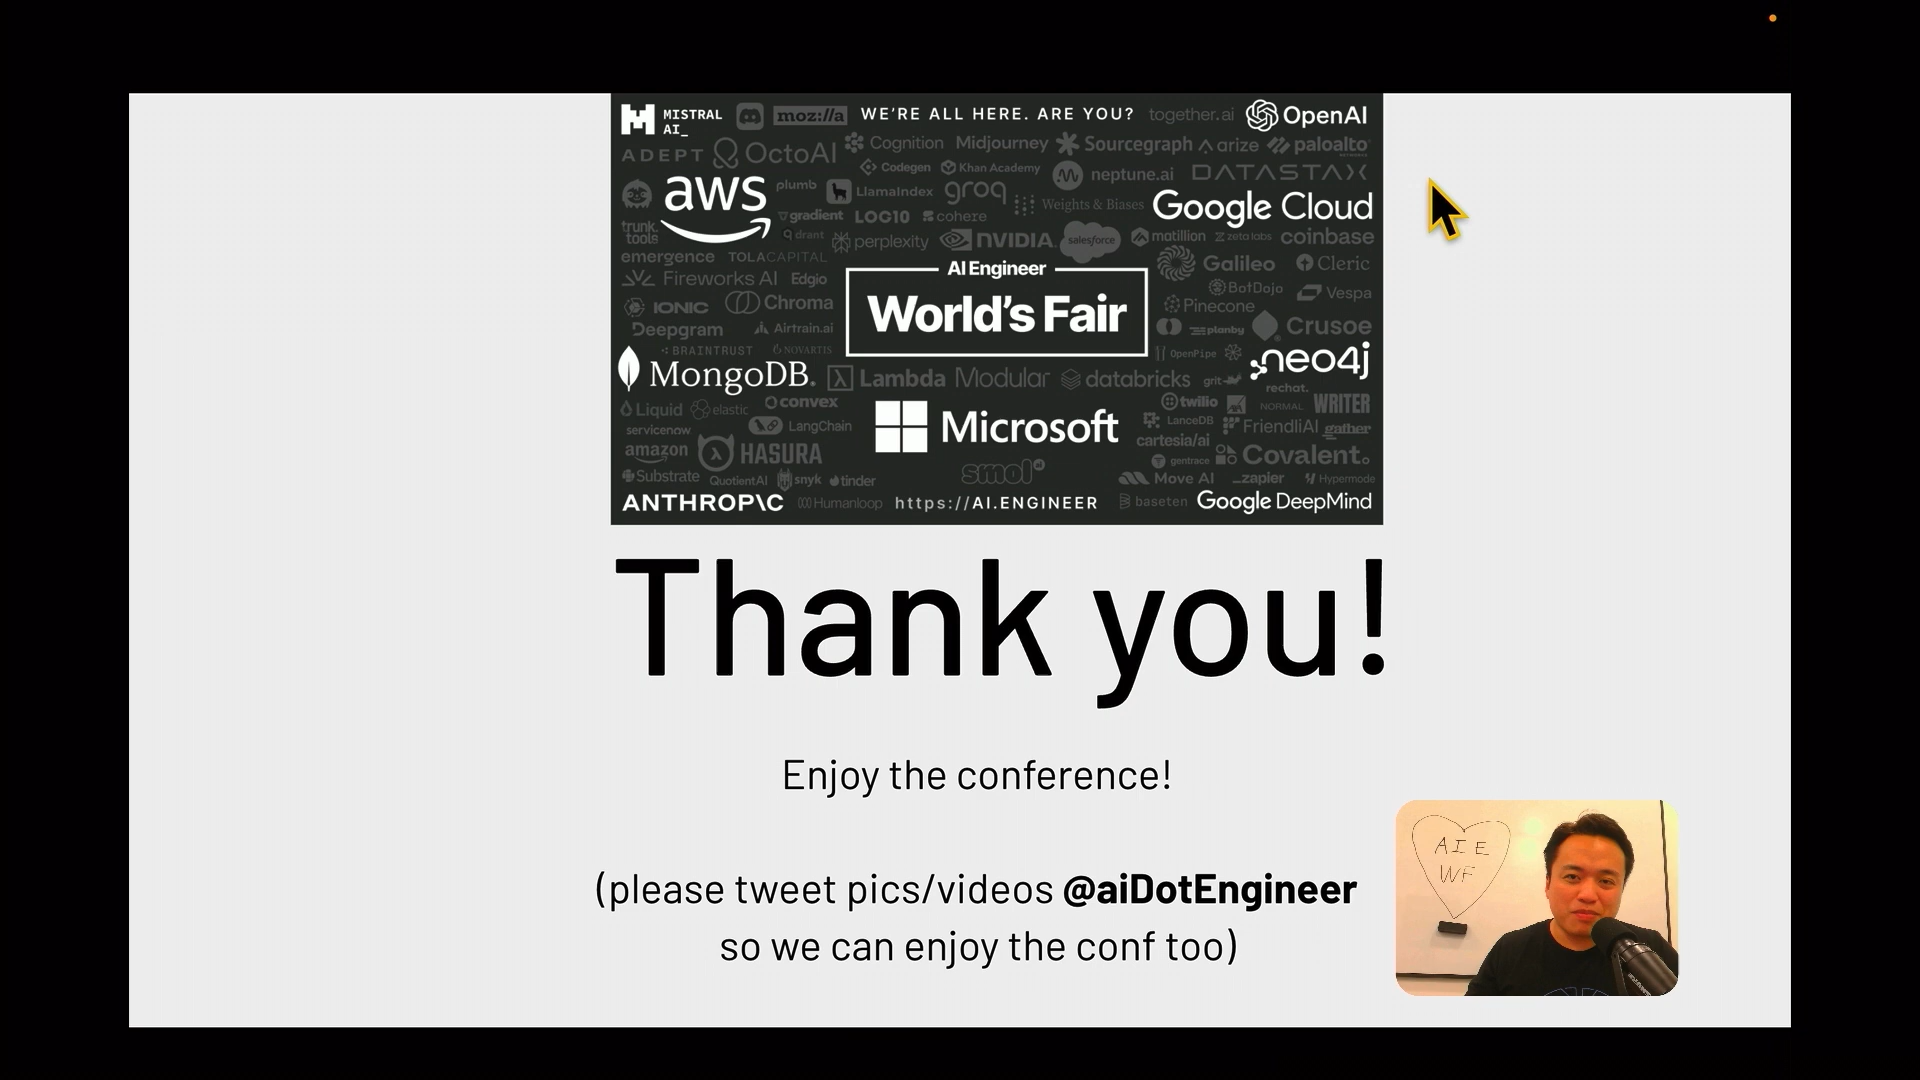 MISTRAL AI_
moz://a
WE'RE ALL HERE. ARE YOU?
together.ai
OpenAI
ADEPT
OctoAI
Cognition
Midjourney
Sourcegraph
arize
paloalto
Codegen
Khan Academy
neptune.ai
DATASTAX
aws
plumb
LlamaIndex
groq
Weights & Biases
Google Cloud
trunk tools
gradient
LOG10
cohere
qdrant
perplexity
NVIDIA
salesforce
matillion
zeta labs
coinbase
emergence
TOLACAPITAL
AI Engineer
World's Fair
Galileo
Cleric
Fireworks AI
Edgio
BotDojo
Vespa
IONIC
Chroma
Pinecone
Deepgram
Airtrain.ai
planby
Crusoe
BRAINTRUST
NOVARTIS
OpenPipe
neo4j
MongoDB.
Lambda
Modular
databricks
grit
rechat.
Liquid
elastic
convex
Microsoft
twilio
NORMAL
WRITER
servicenow
LangChain
LanceDB
FriendliAI
gather
cartesia/ai
amazon
HASURA
gentrace
Covalent
Substrate
QuotientAI
snyk
tinder
smol ai
Move AI
_zapier
Hypermode
ANTHROP\C
Humanloop
https://AI.ENGINEER
baseten
Google DeepMind
Thank you!
Enjoy the conference!
(please tweet pics/videos @aiDotEngineer
so we can enjoy the conf too)
AIE
WF